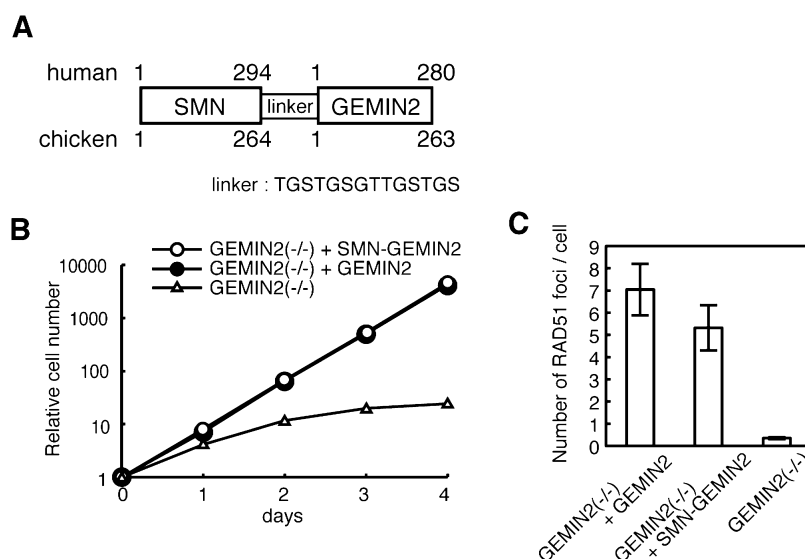 A
human 1 294 1 280
SMN linker GEMIN2
chicken 1 264 1 263
linker : TGSTGSGTTGSTGS
B
GEMIN2(-/-) + SMN-GEMIN2
GEMIN2(-/-) + GEMIN2
GEMIN2(-/-)
Relative cell number
10000
1000
100
10
1
0 1 2 3 4
days
C
Number of RAD51 foci / cell
9
8
7
6
5
4
3
2
1
0
GEMIN2(-/-)
+ GEMIN2
GEMIN2(-/-)
+ SMN-GEMIN2
GEMIN2(-/-)